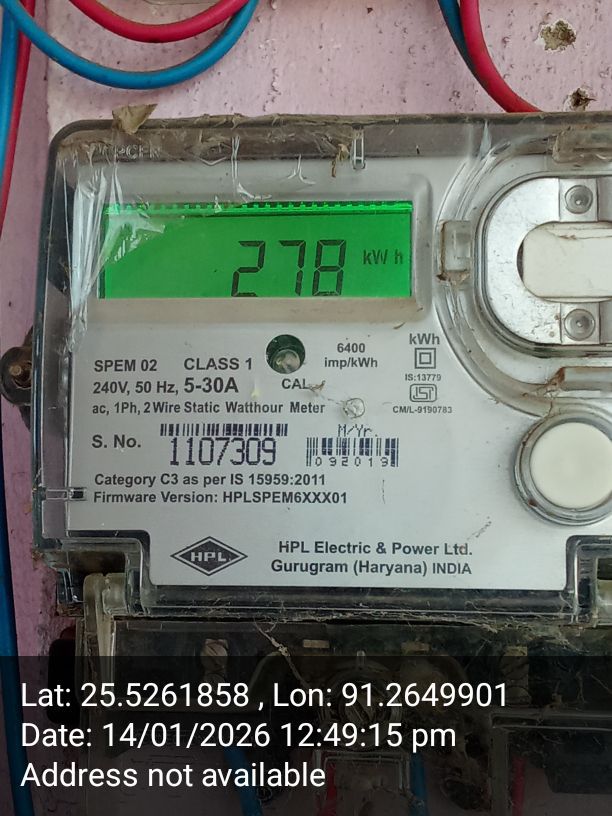 278 kWh
SPEM 02 CLASS 1
6400
imp/kWh
kWh
240V, 50 Hz, 5-30A
CAL
IS:13779
ac, 1Ph, 2 Wire Static Watthour Meter
CM/L-9190783
S. No. 1107309
M/Yr.
092019
Category C3 as per IS 15959:2011
Firmware Version: HPLSPEM6XXX01
HPL
HPL Electric & Power Ltd.
Gurugram (Haryana) INDIA
Lat: 25.5261858 , Lon: 91.2649901
Date: 14/01/2026 12:49:15 pm
Address not available